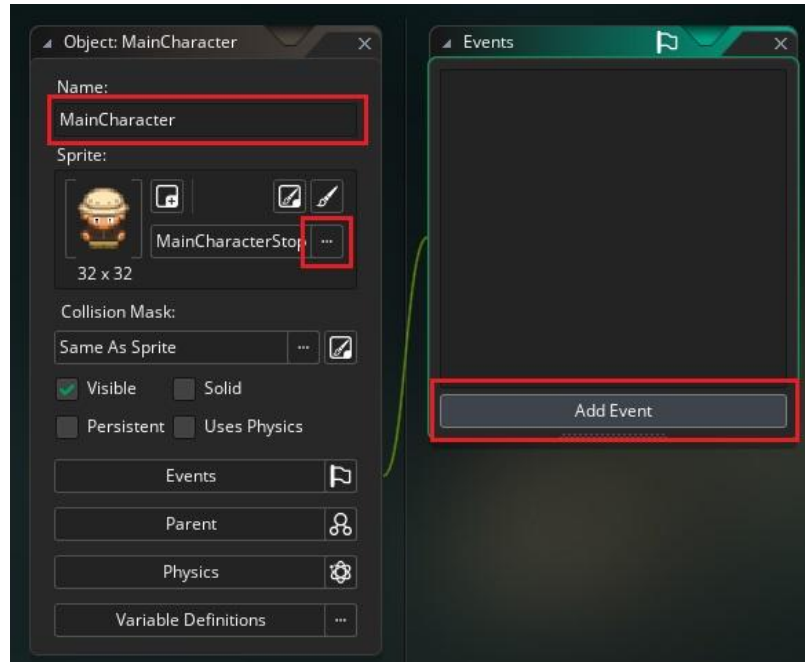 Object: MainCharacter
Name:
MainCharacter
Sprite:
MainCharacterStop
32 x 32
Collision Mask:
Same As Sprite
Visible
Solid
Persistent
Uses Physics
Events
Parent
Physics
Variable Definitions
Events
Add Event